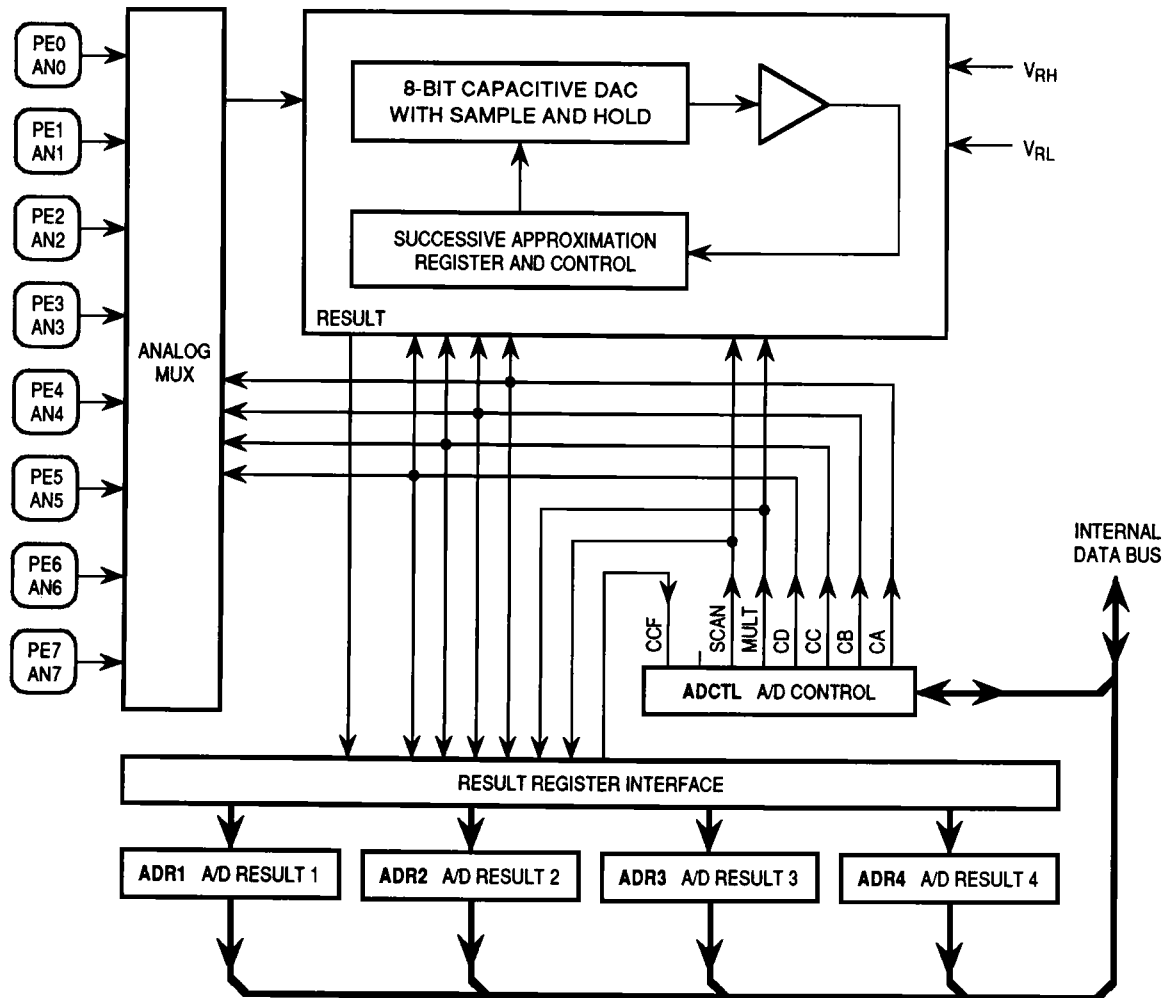 PE0
AN0
PE1
AN1
PE2
AN2
PE3
AN3
PE4
AN4
PE5
AN5
PE6
AN6
PE7
AN7
ANALOG
MUX
8-BIT CAPACITIVE DAC
WITH SAMPLE AND HOLD
SUCCESSIVE APPROXIMATION
REGISTER AND CONTROL
RESULT
VRH
VRL
INTERNAL
DATA BUS
CCF
SCAN
MULT
CD
CC
CB
CA
ADCTL A/D CONTROL
RESULT REGISTER INTERFACE
ADR1 A/D RESULT 1
ADR2 A/D RESULT 2
ADR3 A/D RESULT 3
ADR4 A/D RESULT 4